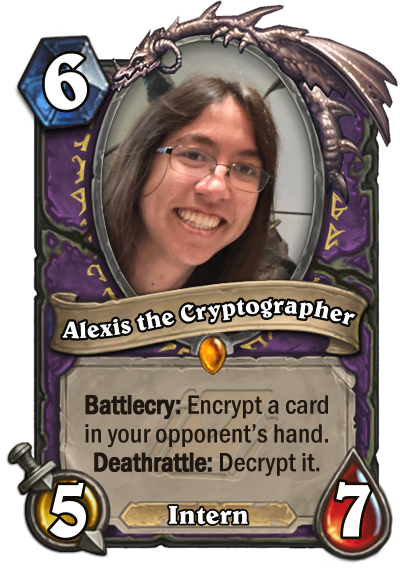 6
Alexis the Cryptographer
Battlecry: Encrypt a card
in your opponent's hand.
Deathrattle: Decrypt it.
5
Intern
7